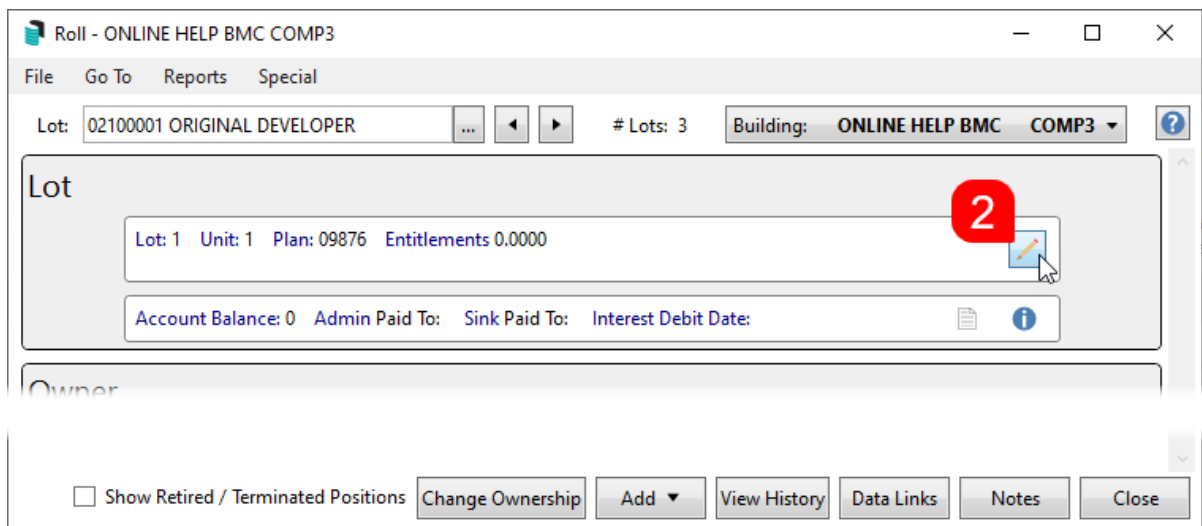 Roll - ONLINE HELP BMC COMP3
File Go To Reports Special
Lot: 02100001 ORIGINAL DEVELOPER ... # Lots: 3 Building: ONLINE HELP BMC COMP3
Lot
2
Lot: 1 Unit: 1 Plan: 09876 Entitlements 0.0000
Account Balance: 0 Admin Paid To: Sink Paid To: Interest Debit Date:
Owner
Show Retired / Terminated Positions Change Ownership Add View History Data Links Notes Close